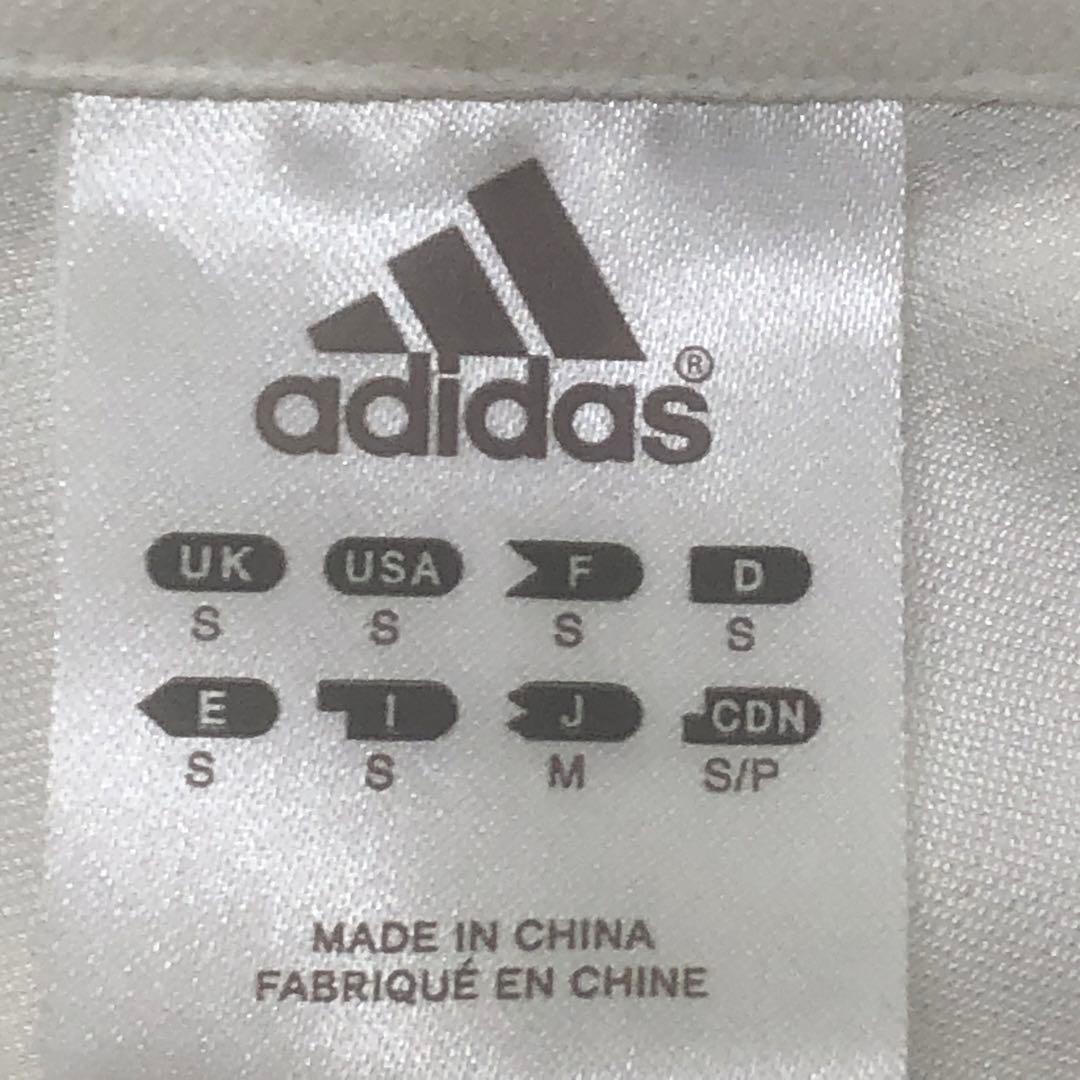 adidas®
UK USA F D
S S S S
E I J CDN
S S M S/P
MADE IN CHINA
FABRIQUÉ EN CHINE